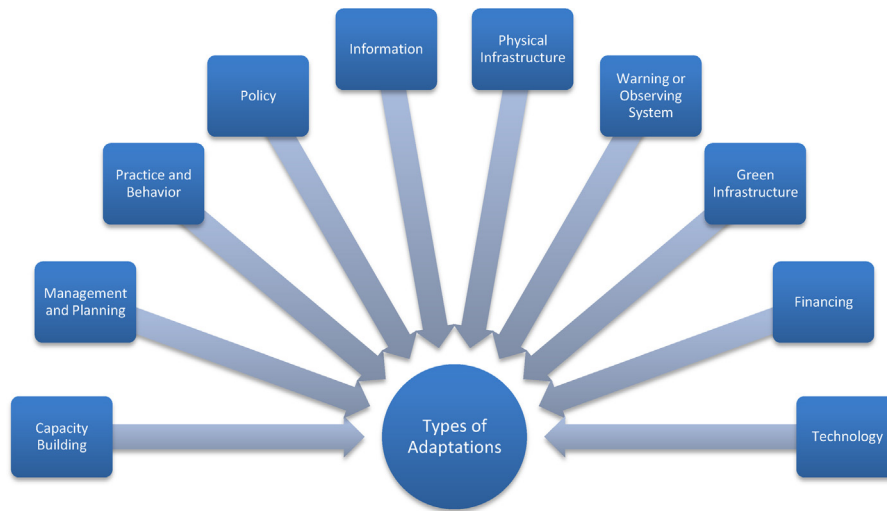 Information
Physical
Infrastructure
Policy
Warning or
Observing
System
Practice and
Behavior
Green
Infrastructure
Management
and Planning
Financing
Capacity
Building
Types of
Adaptations
Technology